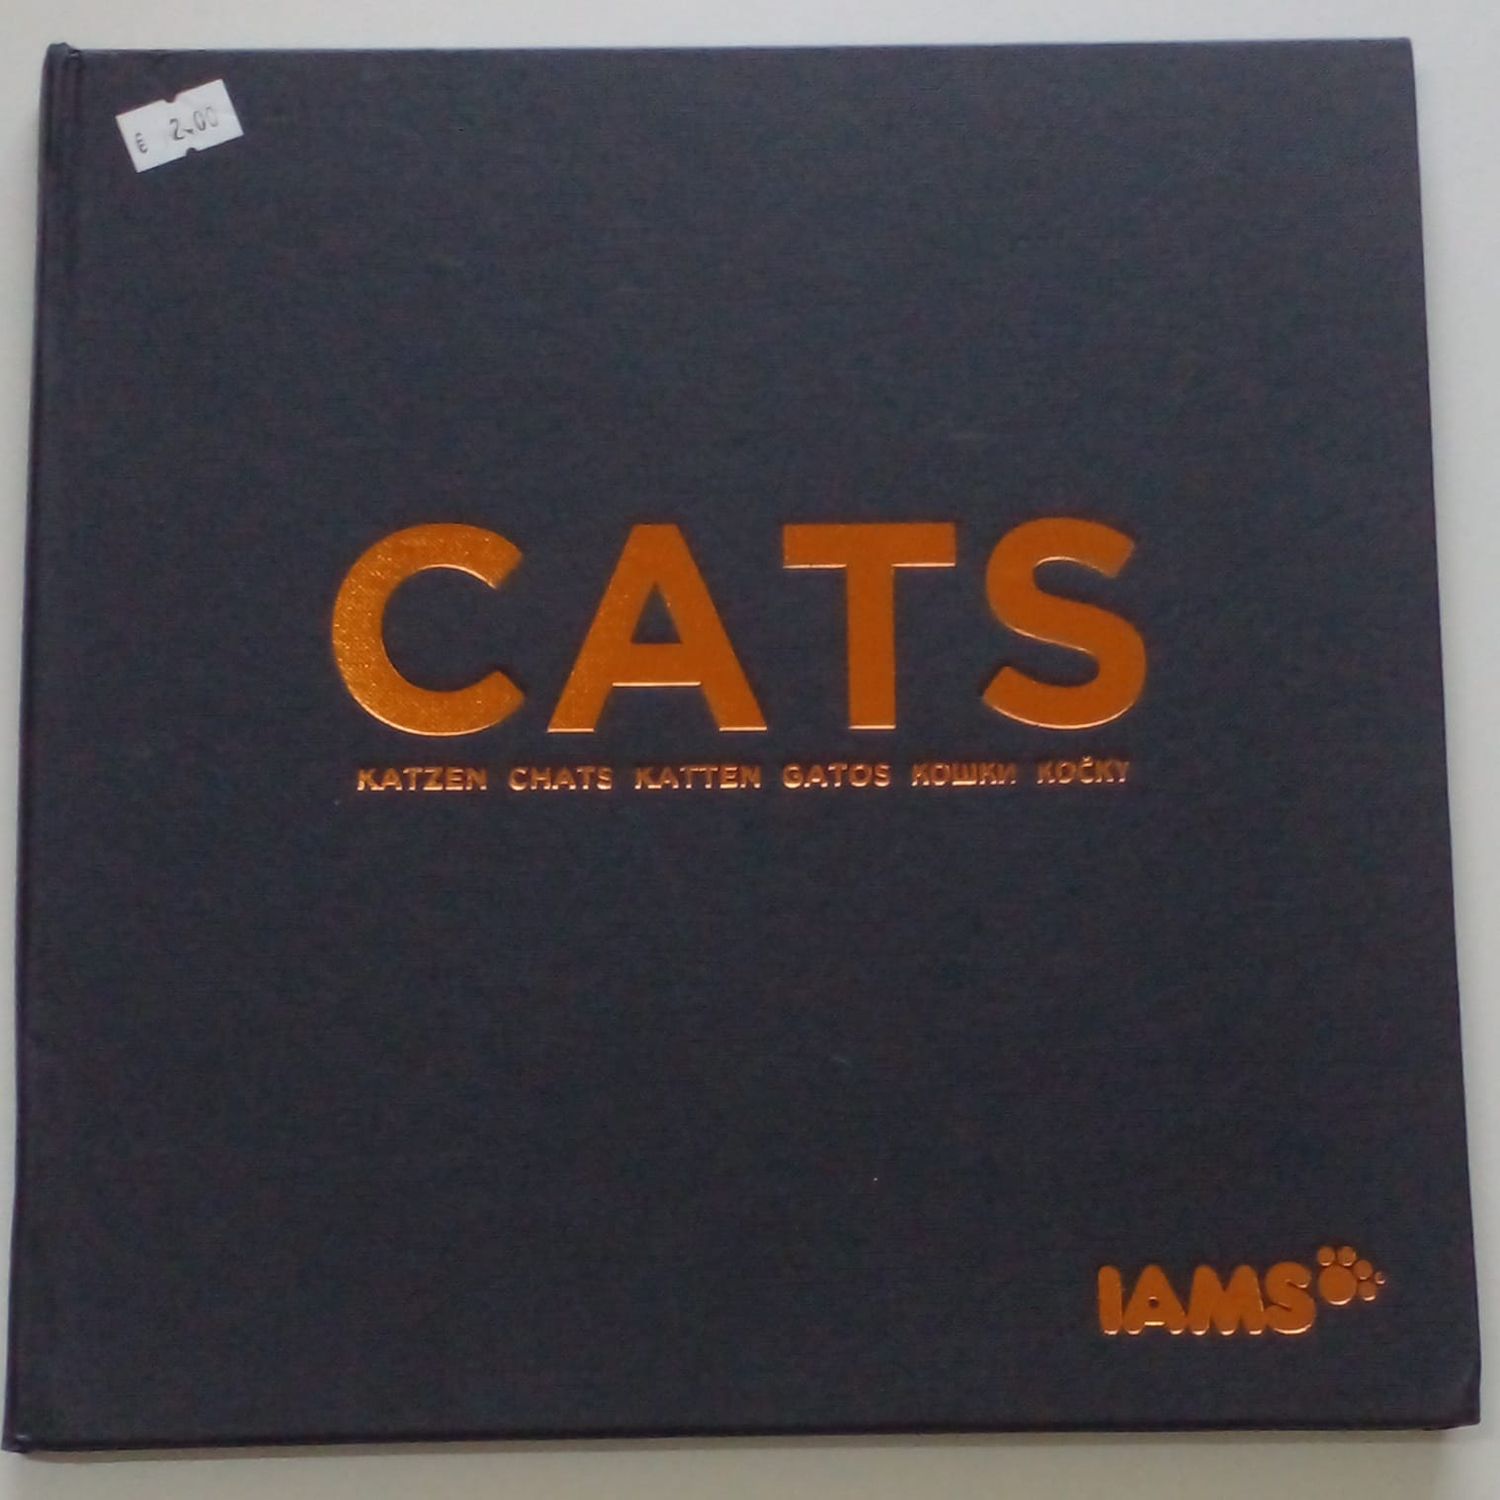 € 2.00
CATS
KATZEN CHATS KATTEN GATOS КОШКИ KOČKY
IAMS